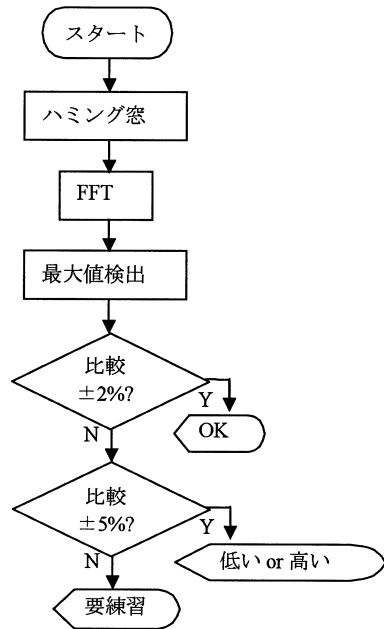 スタート
ハミング窓
FFT
最大値検出
比較
±2%?
Y
OK
N
比較
±5%?
Y
低い or 高い
N
要練習